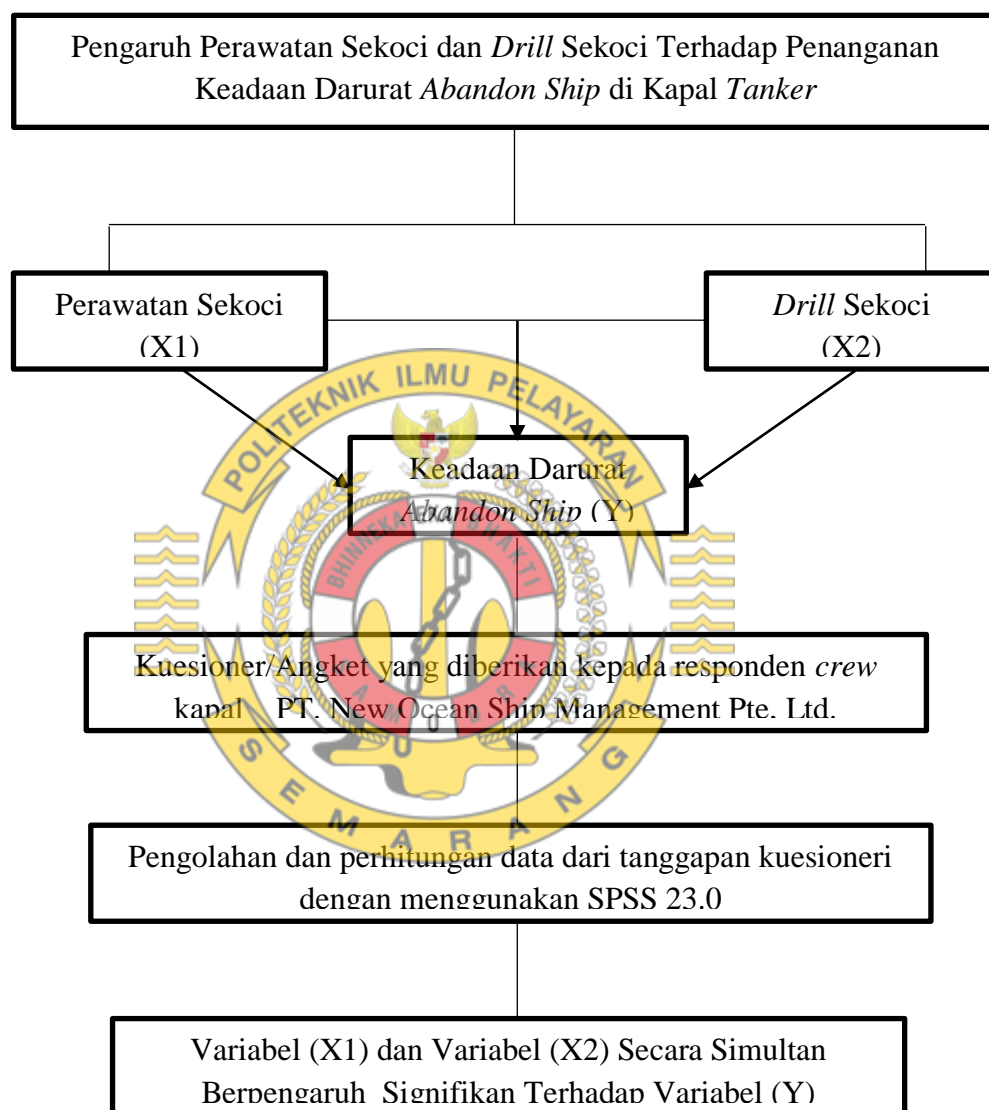 Pengaruh Perawatan Sekoci dan Drill Sekoci Terhadap Penanganan
Keadaan Darurat Abandon Ship di Kapal Tanker
Perawatan Sekoci
(X1)
Drill Sekoci
(X2)
POLITEKNIK ILMU PELAYARAN
Keadaan Darurat
Abandon Ship (Y)
BHINNEKA BHAKTI
Kuesioner/Angket yang diberikan kepada responden crew
kapal PT. New Ocean Ship Management Pte. Ltd.
SEMARANG
Pengolahan dan perhitungan data dari tanggapan kuesioneri
dengan menggunakan SPSS 23.0
Variabel (X1) dan Variabel (X2) Secara Simultan
Berpengaruh Signifikan Terhadap Variabel (Y)